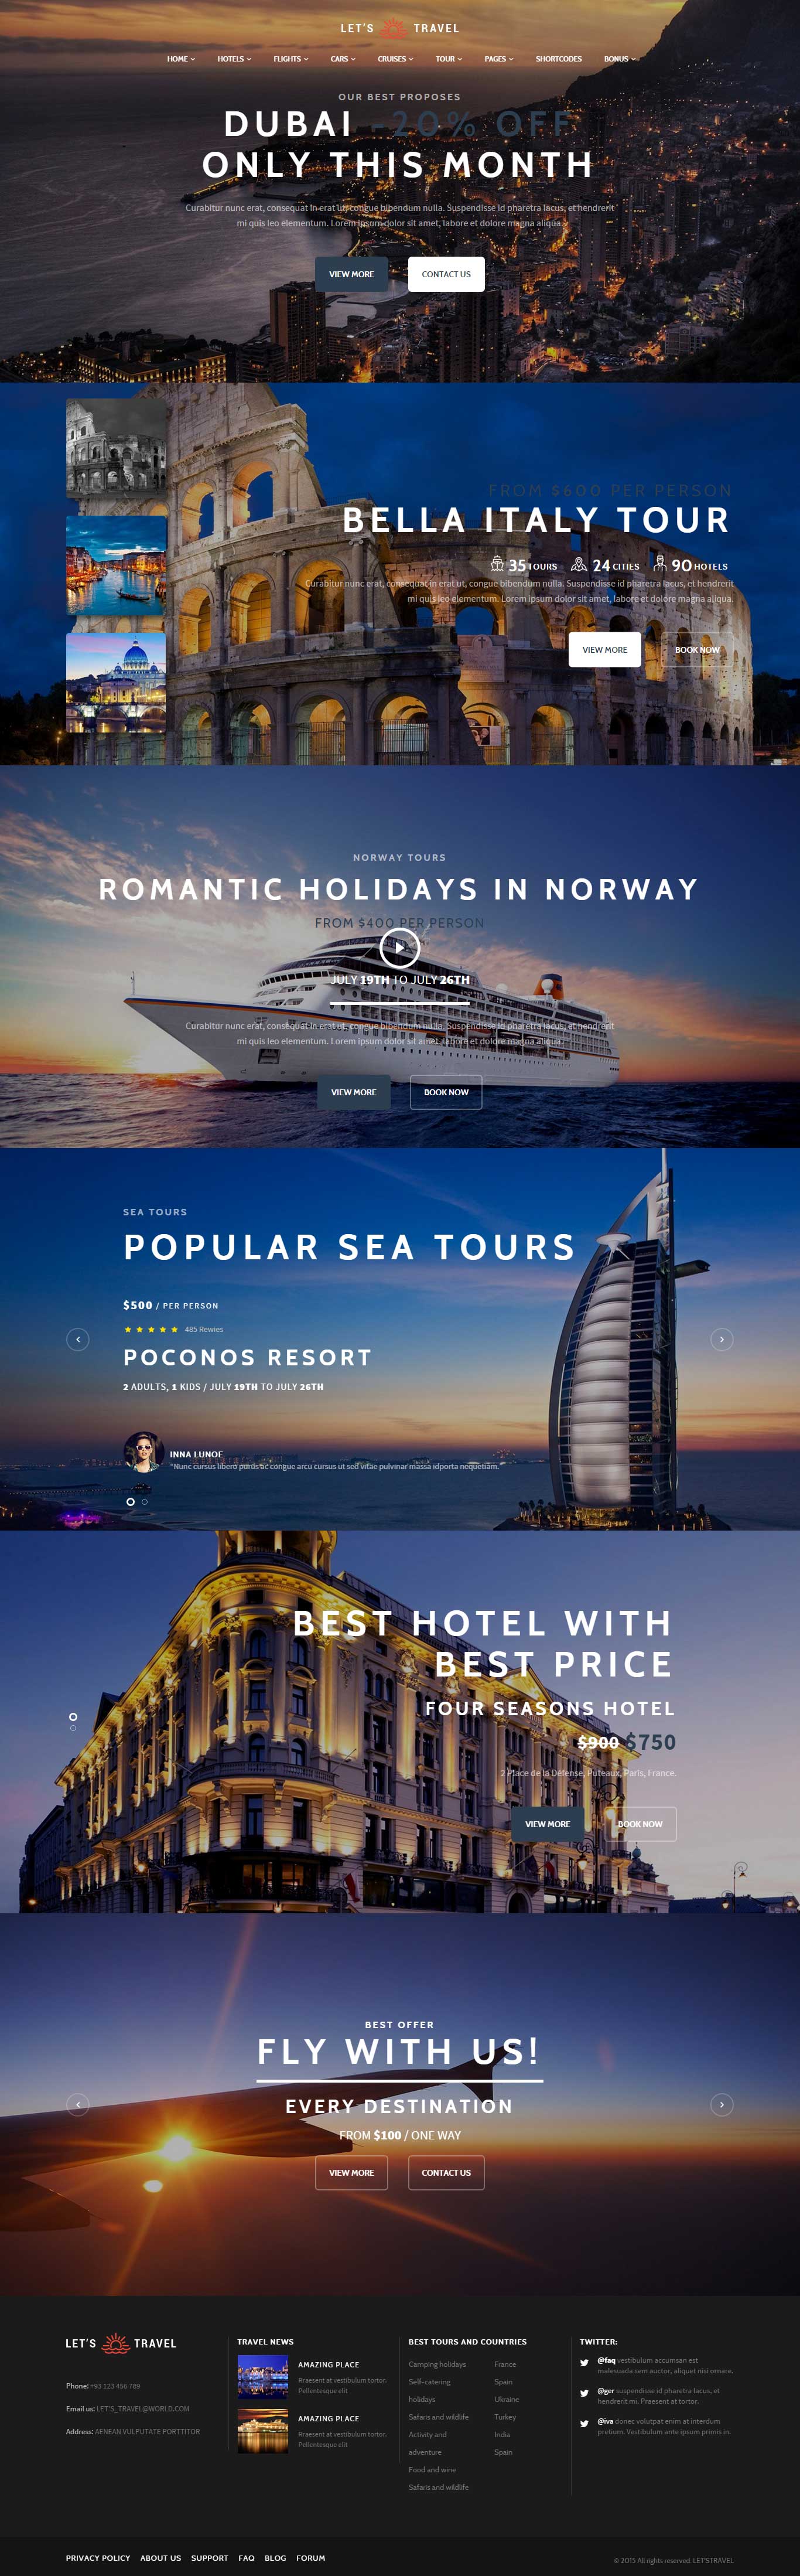 LET'S TRAVEL
HOME HOTELS FLIGHTS CARS CRUISES TOUR PAGES SHORTCODES BONUS
OUR BEST PROPOSES
DUBAI -20% OFF
ONLY THIS MONTH
Curabitur nunc erat, consequat in erat ut, congue bibendum nulla. Suspendisse id pharetra lacus, et hendrerit
mi quis leo elementum. Lorem ipsum dolor sit amet, labore et dolore magna aliqua.
VIEW MORE CONTACT US
FROM $600 PER PERSON
BELLA ITALY TOUR
35 TOURS 24 CITIES 90 HOTELS
Curabitur nunc erat, consequat in erat ut, congue bibendum nulla. Suspendisse id pharetra lacus, et hendrerit
mi quis leo elementum. Lorem ipsum dolor sit amet, labore et dolore magna aliqua.
VIEW MORE BOOK NOW
NORWAY TOURS
ROMANTIC HOLIDAYS IN NORWAY
FROM $400 PER PERSON
JULY 19TH TO JULY 26TH
Curabitur nunc erat, consequat in erat ut, congue bibendum nulla. Suspendisse id pharetra lacus, et hendrerit
mi quis leo elementum. Lorem ipsum dolor sit amet, labore et dolore magna aliqua.
VIEW MORE BOOK NOW
SEA TOURS
POPULAR SEA TOURS
$500 / PER PERSON
485 Rewies
POCONOS RESORT
2 ADULTS, 1 KIDS / JULY 19TH TO JULY 26TH
INNA LUNOE
"Nunc cursus libero purus ac congue arcu cursus ut sed vitae pulvinar massa idporta nequetiam."
BEST HOTEL WITH
BEST PRICE
FOUR SEASONS HOTEL
$900 $750
2 Place de la Défense, Puteaux, Paris, France.
VIEW MORE BOOK NOW
BEST OFFER
FLY WITH US!
EVERY DESTINATION
FROM $100 / ONE WAY
VIEW MORE CONTACT US
LET'S TRAVEL
Phone: +93 123 456 789
Email us: LET'S_TRAVEL@WORLD.COM
Address: AENEAN VULPUTATE PORTTITOR
TRAVEL NEWS
AMAZING PLACE
Rraesent at vestibulum tortor.
Pellentesque elit
AMAZING PLACE
Rraesent at vestibulum tortor.
Pellentesque elit
BEST TOURS AND COUNTRIES
Camping holidays
Self-catering
holidays
Safaris and wildlife
Activity and
adventure
Food and wine
Safaris and wildlife
France
Spain
Ukraine
Turkey
India
Spain
TWITTER:
@faq vestibulum accumsan est
malesuada sem auctor, aliquet nisi ornare.
@ger suspendisse id pharetra lacus, et
hendrerit mi. Praesent at tortor.
@iva donec volutpat enim at interdum
pretium. Vestibulum ante ipsum primis in.
PRIVACY POLICY ABOUT US SUPPORT FAQ BLOG FORUM
© 2015 All rights reserved. LET'STRAVEL